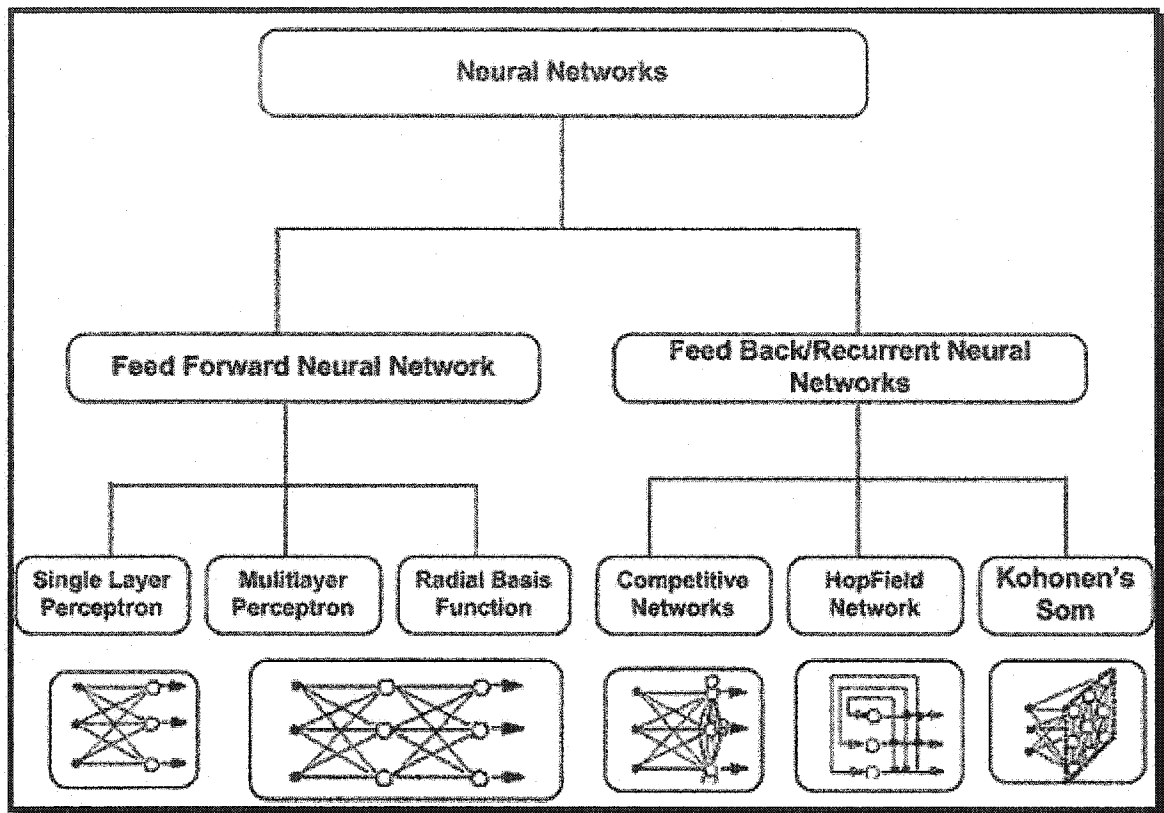 Neural Networks
Feed Forward Neural Network
Feed Back/Recurrent Neural
Networks
Single Layer
Perceptron
Mulitlayer
Perceptron
Radial Basis
Function
Competitive
Networks
HopField
Network
Kohonen's
Som